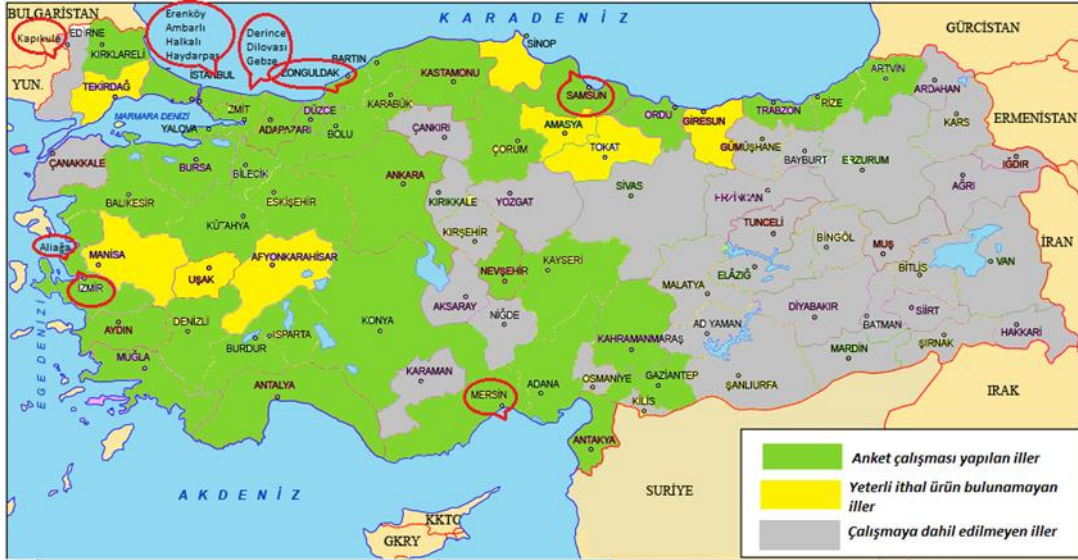 BULGARİSTAN
K A R A D E N İ Z
GÜRCİSTAN
Kapıkule
EDİRNE
KIRKLARELİ
Erenköy
Ambarlı
Halkalı
Haydarpaş
İSTANBUL
Derince
Dilovası
Gebze
ZONGULDAK
BARTIN
KASTAMONU
SİNOP
SAMSUN
YUN.
TEKİRDAĞ
MARMARA DENİZİ
YALOVA
İZMİT
ADAPAZARI
DÜZCE
BOLU
KARABÜK
ÇANKIRI
ÇORUM
AMASYA
TOKAT
ORDU
GİRESUN
TRABZON
RİZE
ARTVİN
ARDAHAN
KARS
ERMENİSTAN
GÜMÜŞHANE
BAYBURT
ERZURUM
IĞDIR
AĞRI
ÇANAKKALE
BURSA
BİLECİK
ESKİŞEHİR
ANKARA
KIRIKKALE
YOZGAT
SİVAS
ERZİNCAN
TUNCELİ
BİNGÖL
MUŞ
BİTLİS
VAN
İRAN
BALIKESİR
KÜTAHYA
KIRŞEHİR
NEVŞEHİR
KAYSERİ
MALATYA
ELÂZIĞ
DİYABAKIR
BATMAN
SİİRT
HAKKARİ
ŞIRNAK
MARDİN
Aliağa
MANİSA
UŞAK
AFYONKARAHİSAR
İZMİR
AKSARAY
NİĞDE
KONYA
KAHRAMANMARAŞ
ADIYAMAN
AYDIN
DENİZLİ
BURDUR
ISPARTA
EGEDENİZİ
MUĞLA
ANTALYA
KARAMAN
MERSİN
ADANA
OSMANİYE
GAZİANTEP
KİLİS
ŞANLIURFA
IRAK
ANTAKYA
SURİYE
A K D E N İ Z
KKTC
GKRY
Anket çalışması yapılan iller
Yeterli ithal ürün bulunamayan
iller
Çalışmaya dahil edilmeyen iller